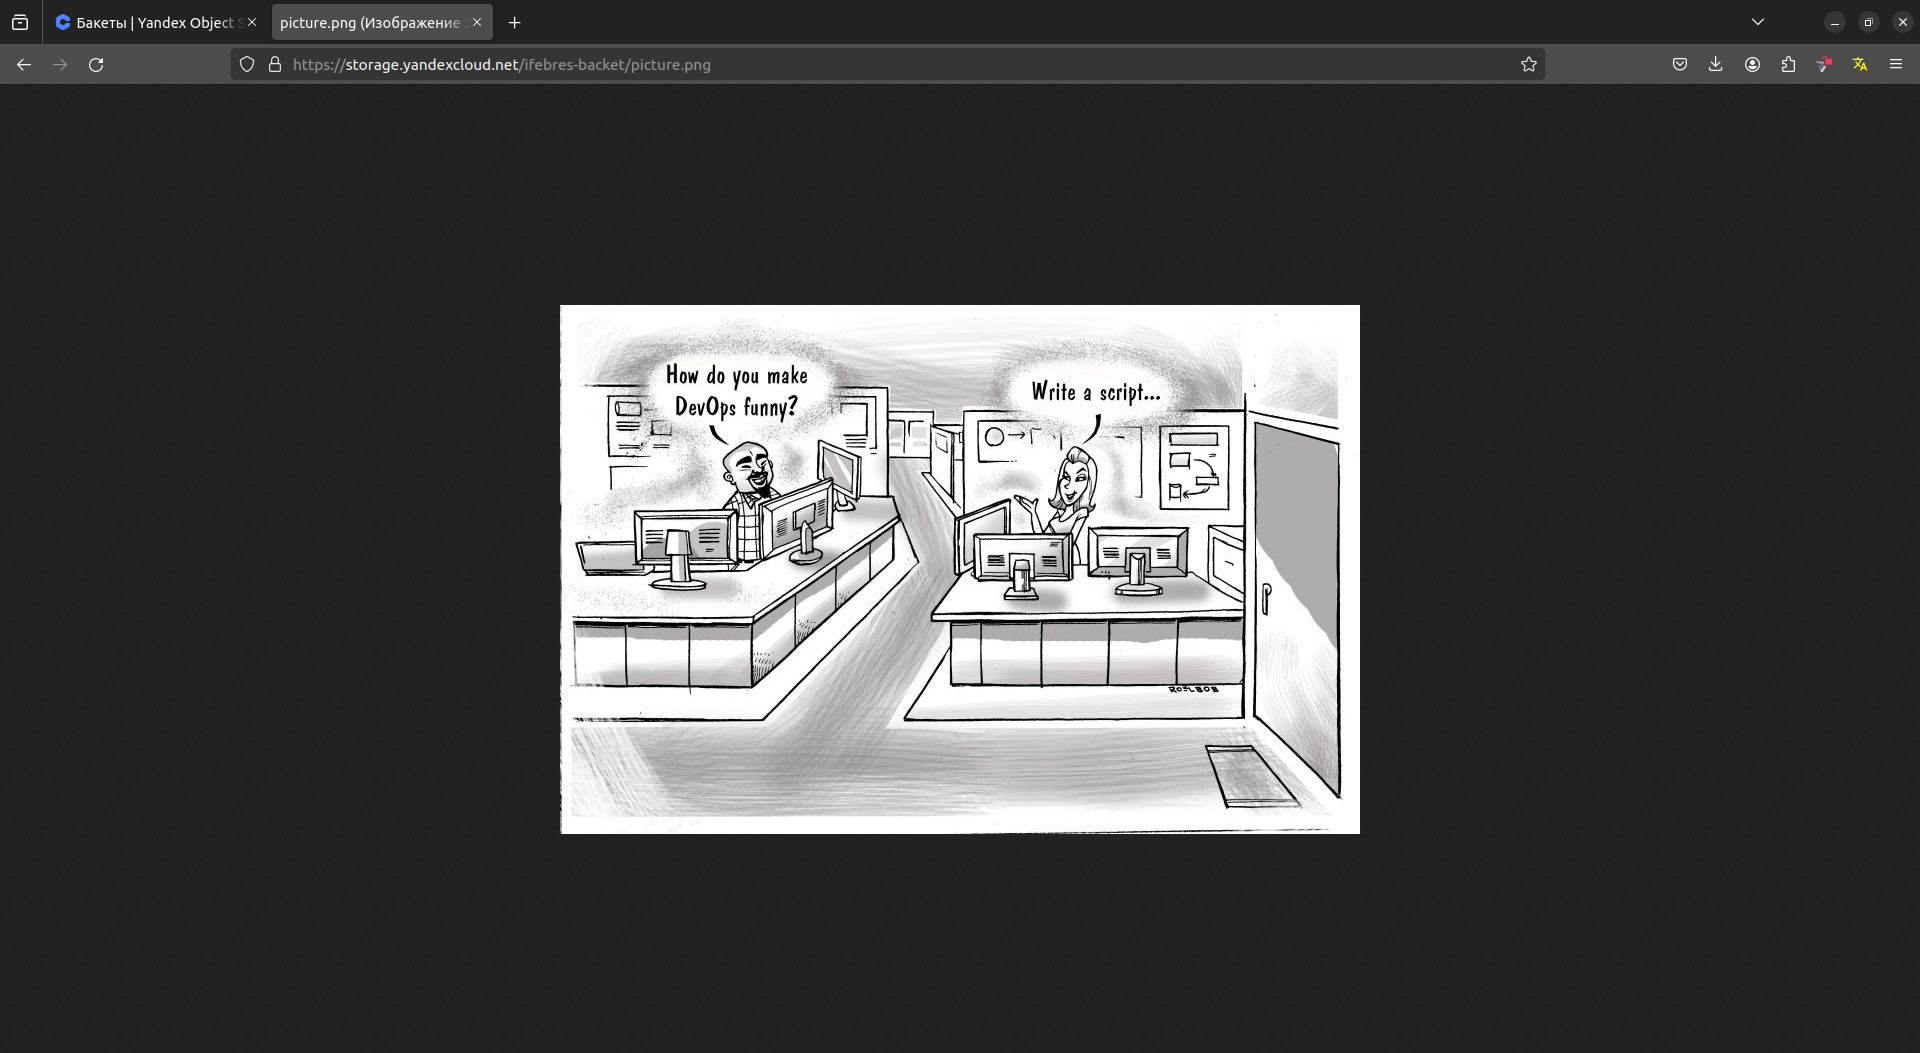 Бакеты | Yandex Object S
picture.png (Изображение
https://storage.yandexcloud.net/ifebres-backet/picture.png
How do you make
DevOps funny?
Write a script...